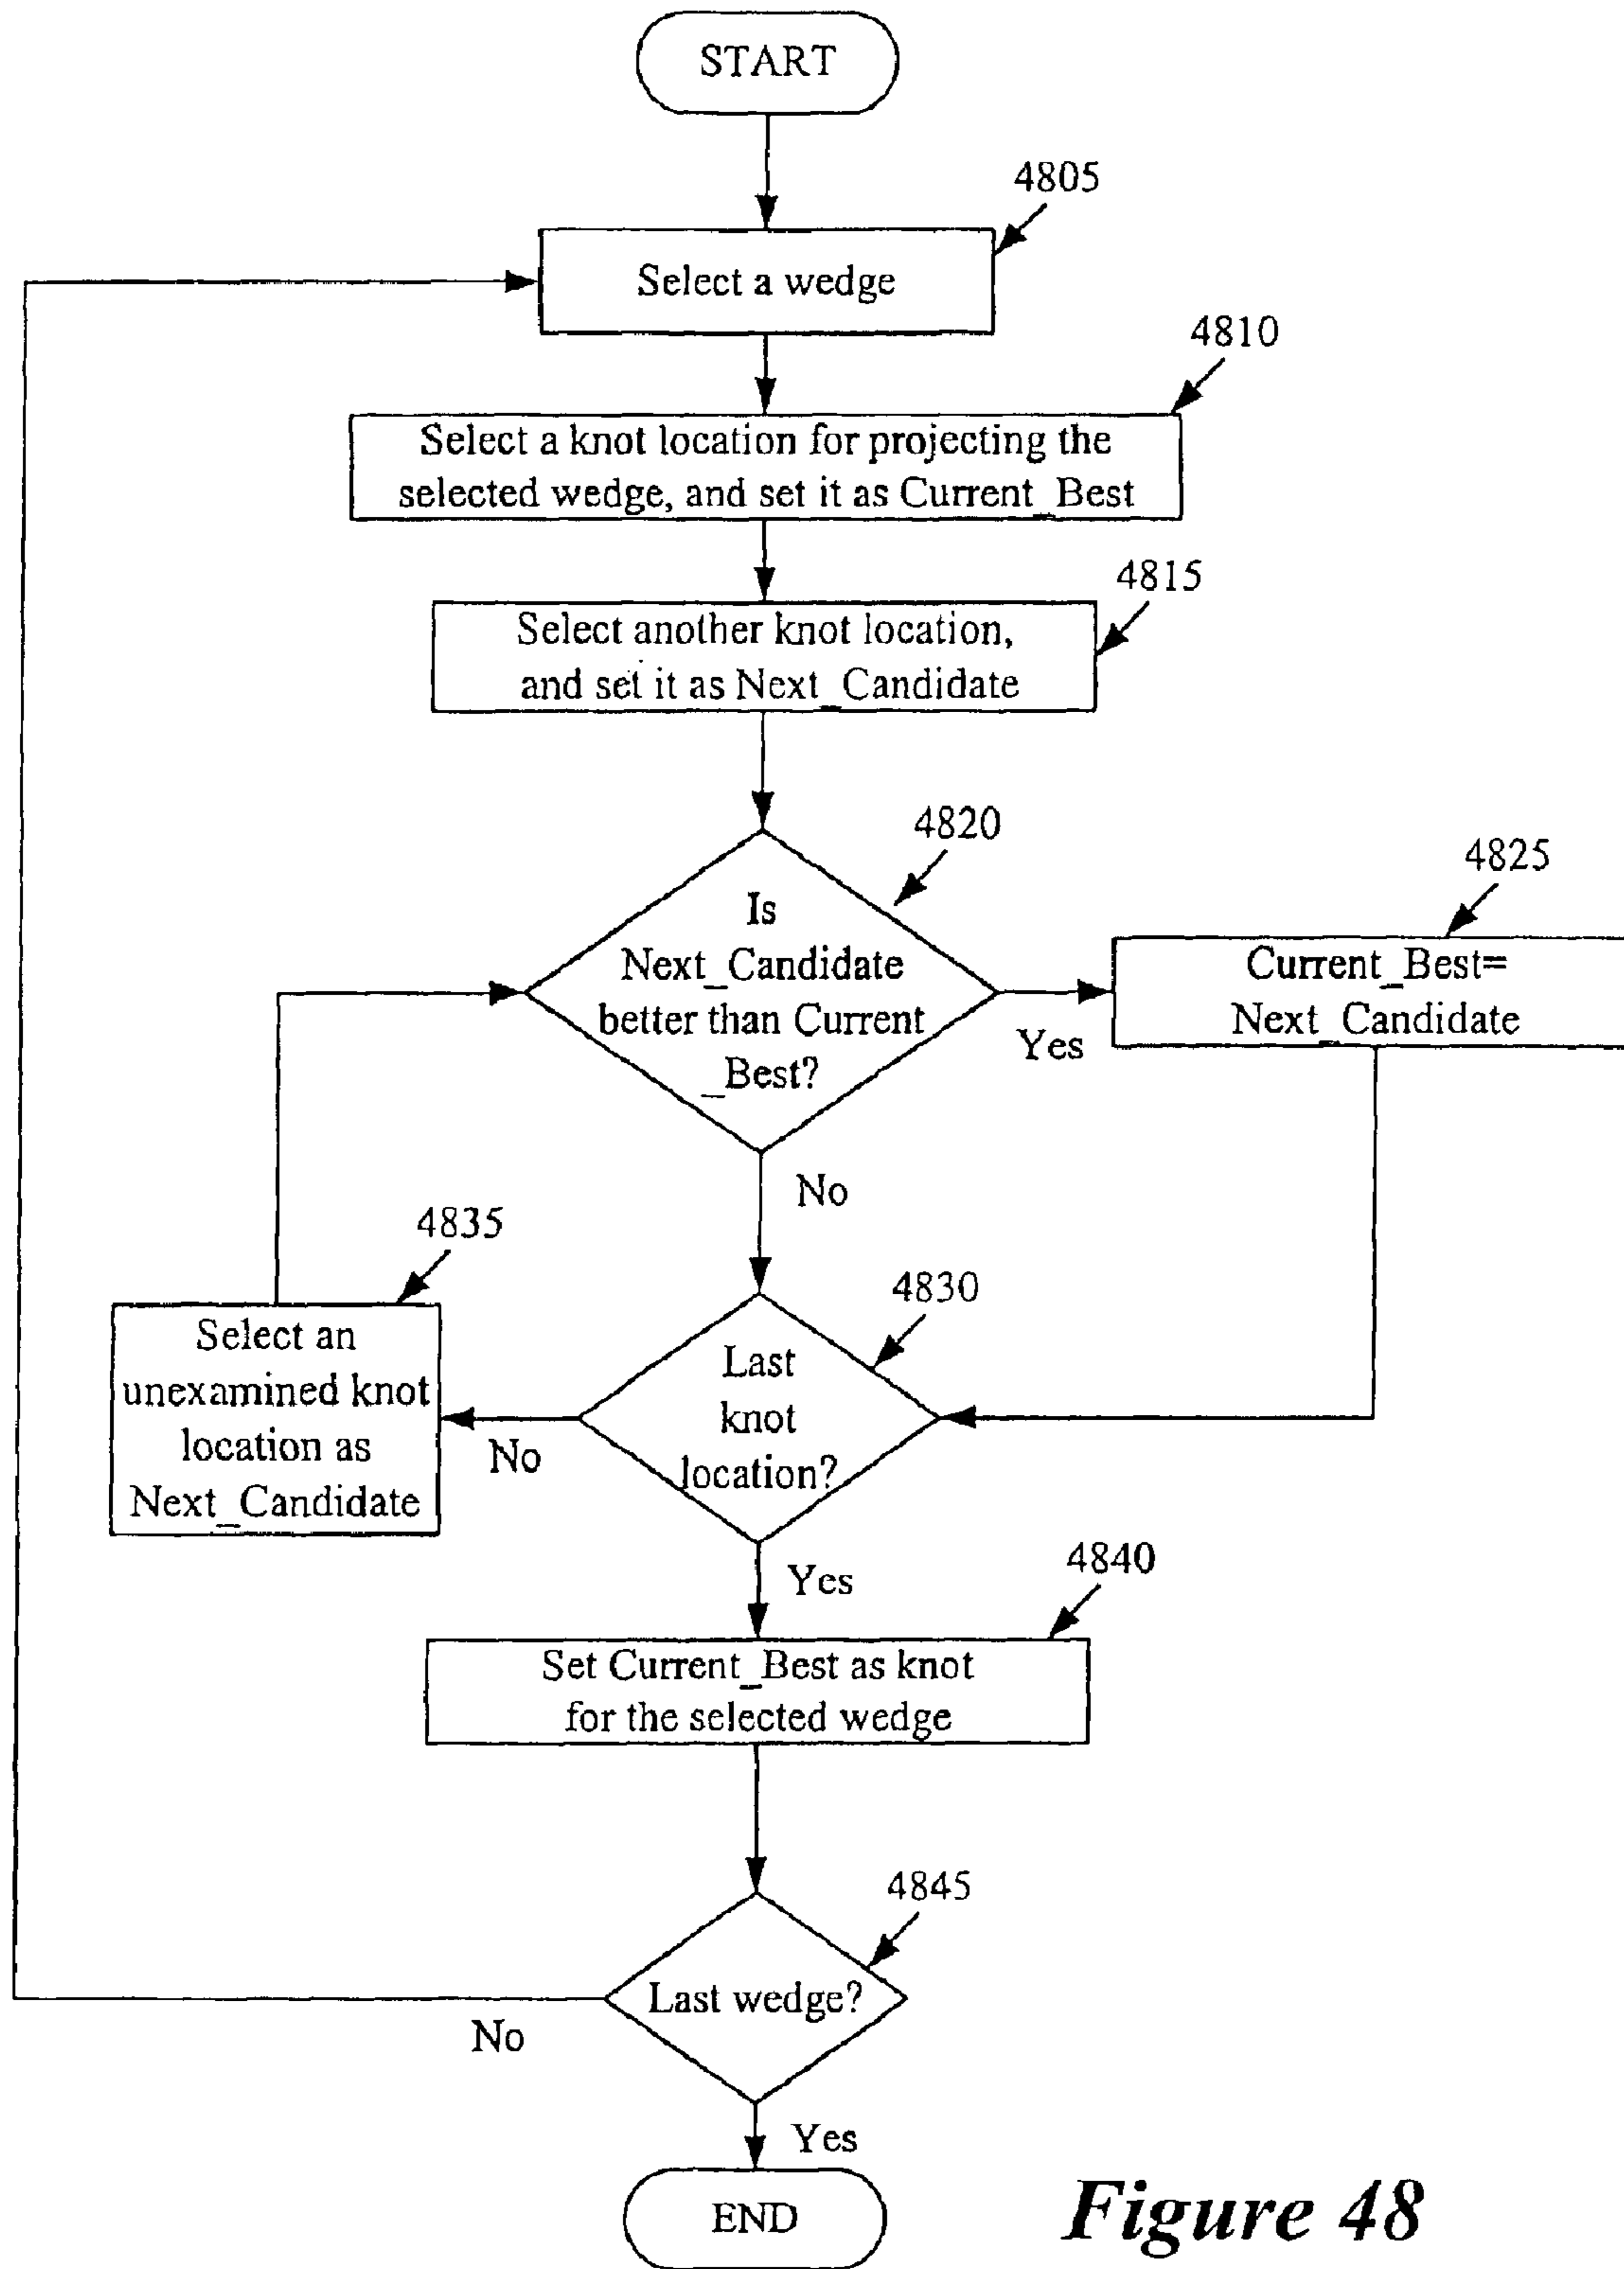 START
4805
Select a wedge
4810
Select a knot location for projecting the
selected wedge, and set it as Current_Best
4815
Select another knot location,
and set it as Next_Candidate
4820
Is
Next_Candidate
better than Current
_Best?
Yes
4825
Current_Best=
Next_Candidate
No
4835
Select an
unexamined knot
location as
Next_Candidate
4830
Last
knot
location?
No
Yes
4840
Set Current_Best as knot
for the selected wedge
4845
Last wedge?
No
Yes
END
Figure 48